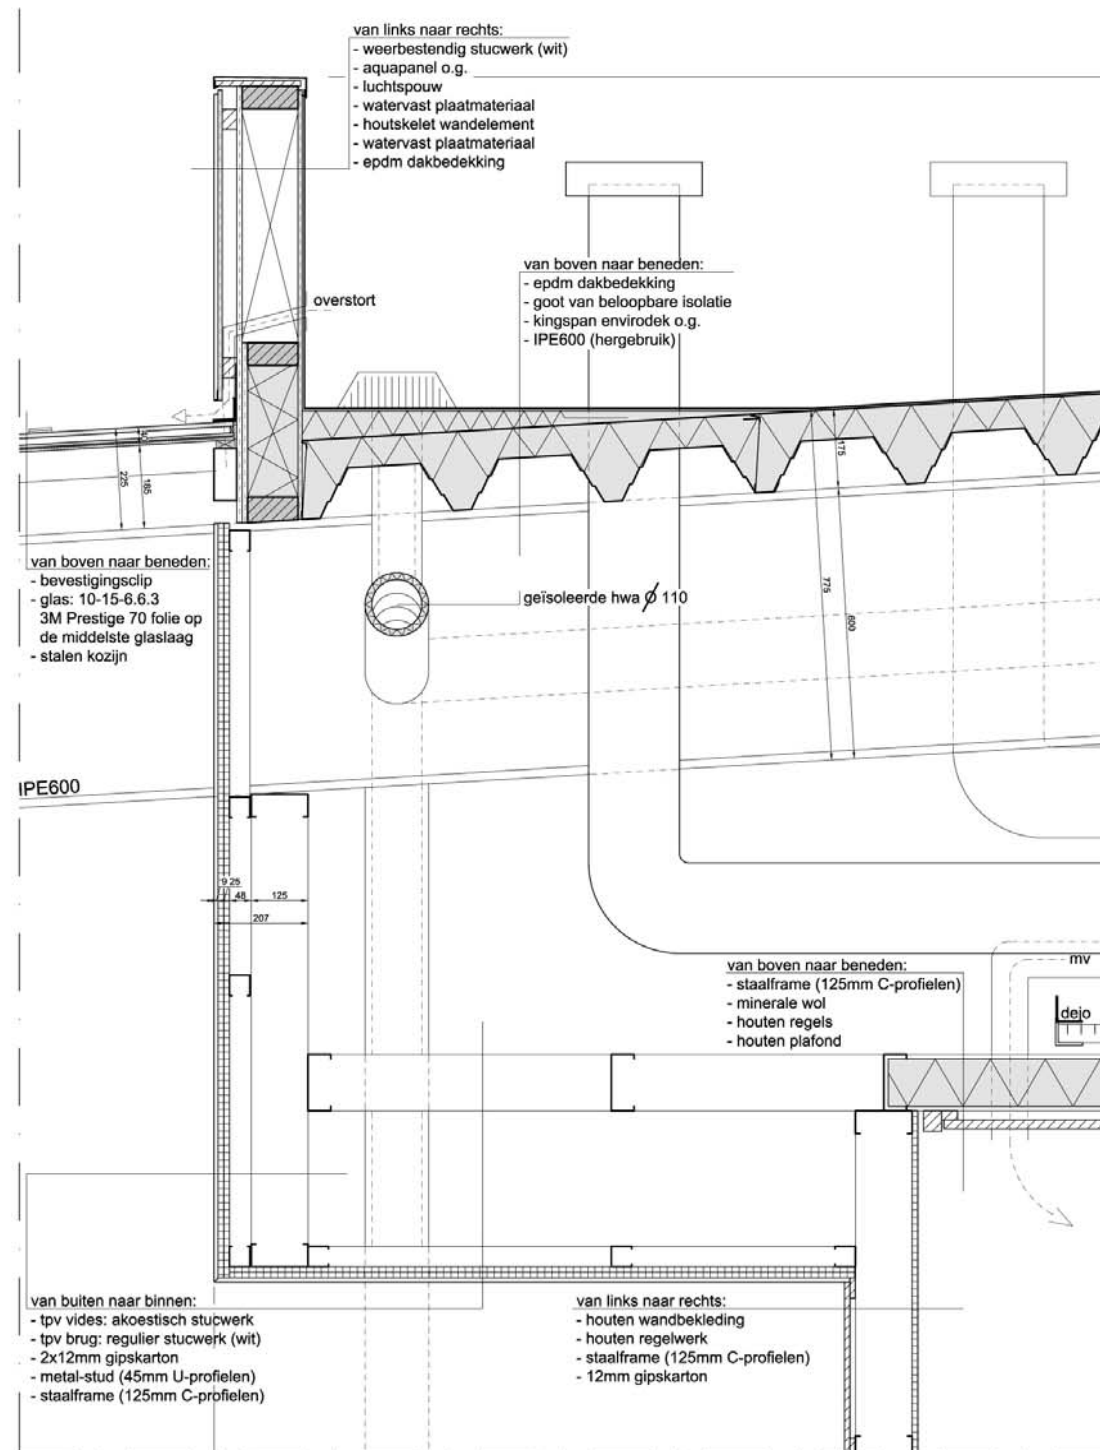 van links naar rechts:
- weerbestendig stucwerk (wit)
- aquapanel o.g.
- luchtspouw
- watervast plaatmateriaal
- houtskelet wandelement
- watervast plaatmateriaal
- epdm dakbedekking
van boven naar beneden:
- epdm dakbedekking
- goot van beloopbare isolatie
- kingspan envirodek o.g.
- IPE600 (hergebruik)
overstort
40
225
185
175
van boven naar beneden:
- bevestigingsclip
- glas: 10-15-6.6.3
3M Prestige 70 folie op
de middelste glaslaag
- stalen kozijn
geïsoleerde hwa Ø 110
775
600
IPE600
9 25
48
125
207
van boven naar beneden:
- staalframe (125mm C-profielen)
- minerale wol
- houten regels
- houten plafond
mv
dejo
van buiten naar binnen:
- tpv vides: akoestisch stucwerk
- tpv brug: regulier stucwerk (wit)
- 2x12mm gipskarton
- metal-stud (45mm U-profielen)
- staalframe (125mm C-profielen)
van links naar rechts:
- houten wandbekleding
- houten regelwerk
- staalframe (125mm C-profielen)
- 12mm gipskarton